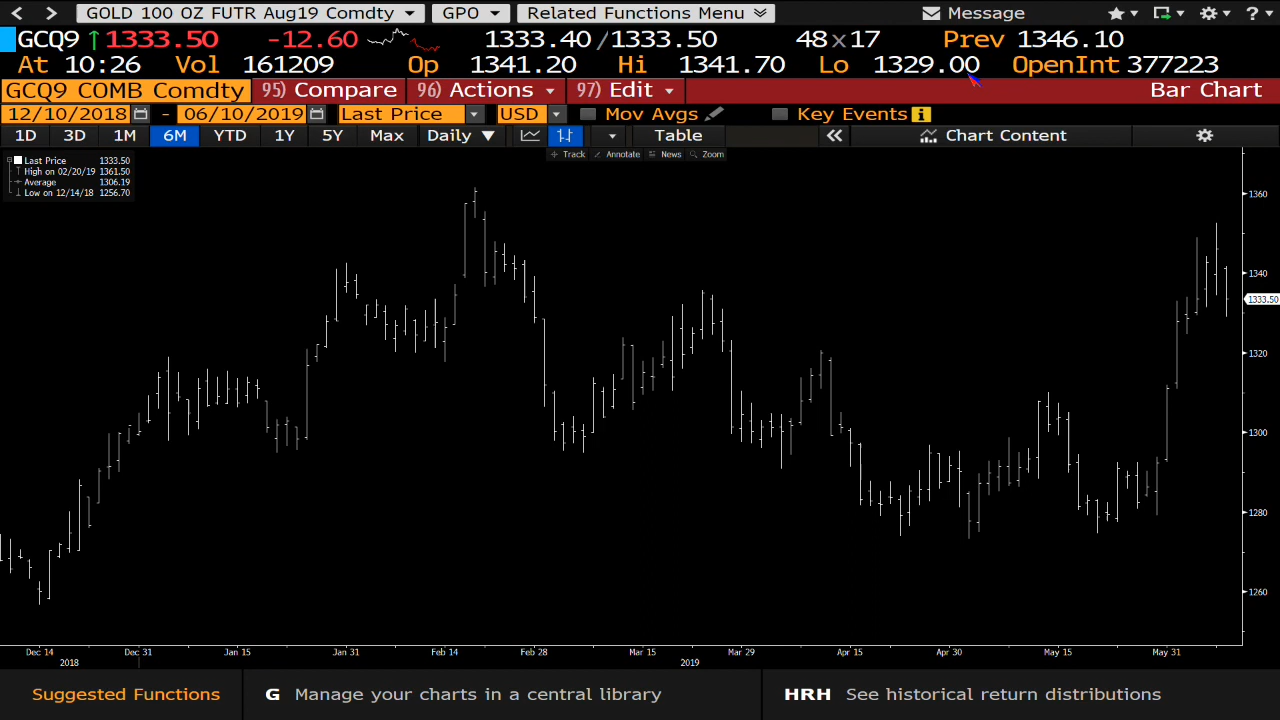 GOLD 100 OZ FUTR Aug19 Comdty GPO Related Functions Menu Message
GCQ9 ↑1333.50 -12.60 1333.40/1333.50 48x17 Prev 1346.10
At 10:26 Vol 161209 Op 1341.20 Hi 1341.70 Lo 1329.00 OpenInt 377223
GCQ9 COMB Comdty 95) Compare 96) Actions 97) Edit Bar Chart
12/10/2018 - 06/10/2019 Last Price USD Mov Avgs Key Events
1D 3D 1M 6M YTD 1Y 5Y Max Daily ▼ Table « Chart Content
Track Annotate News Zoom
Last Price 1333.50
High on 02/20/19 1361.50
Average 1306.19
Low on 12/14/18 1256.70
1360
1340
1333.50
1320
1300
1280
1260
Dec 14 Dec 31 Jan 15 Jan 31 Feb 14 Feb 28 Mar 15 Mar 29 Apr 15 Apr 30 May 15 May 31
2018 2019
Suggested Functions G Manage your charts in a central library HRH See historical return distributions